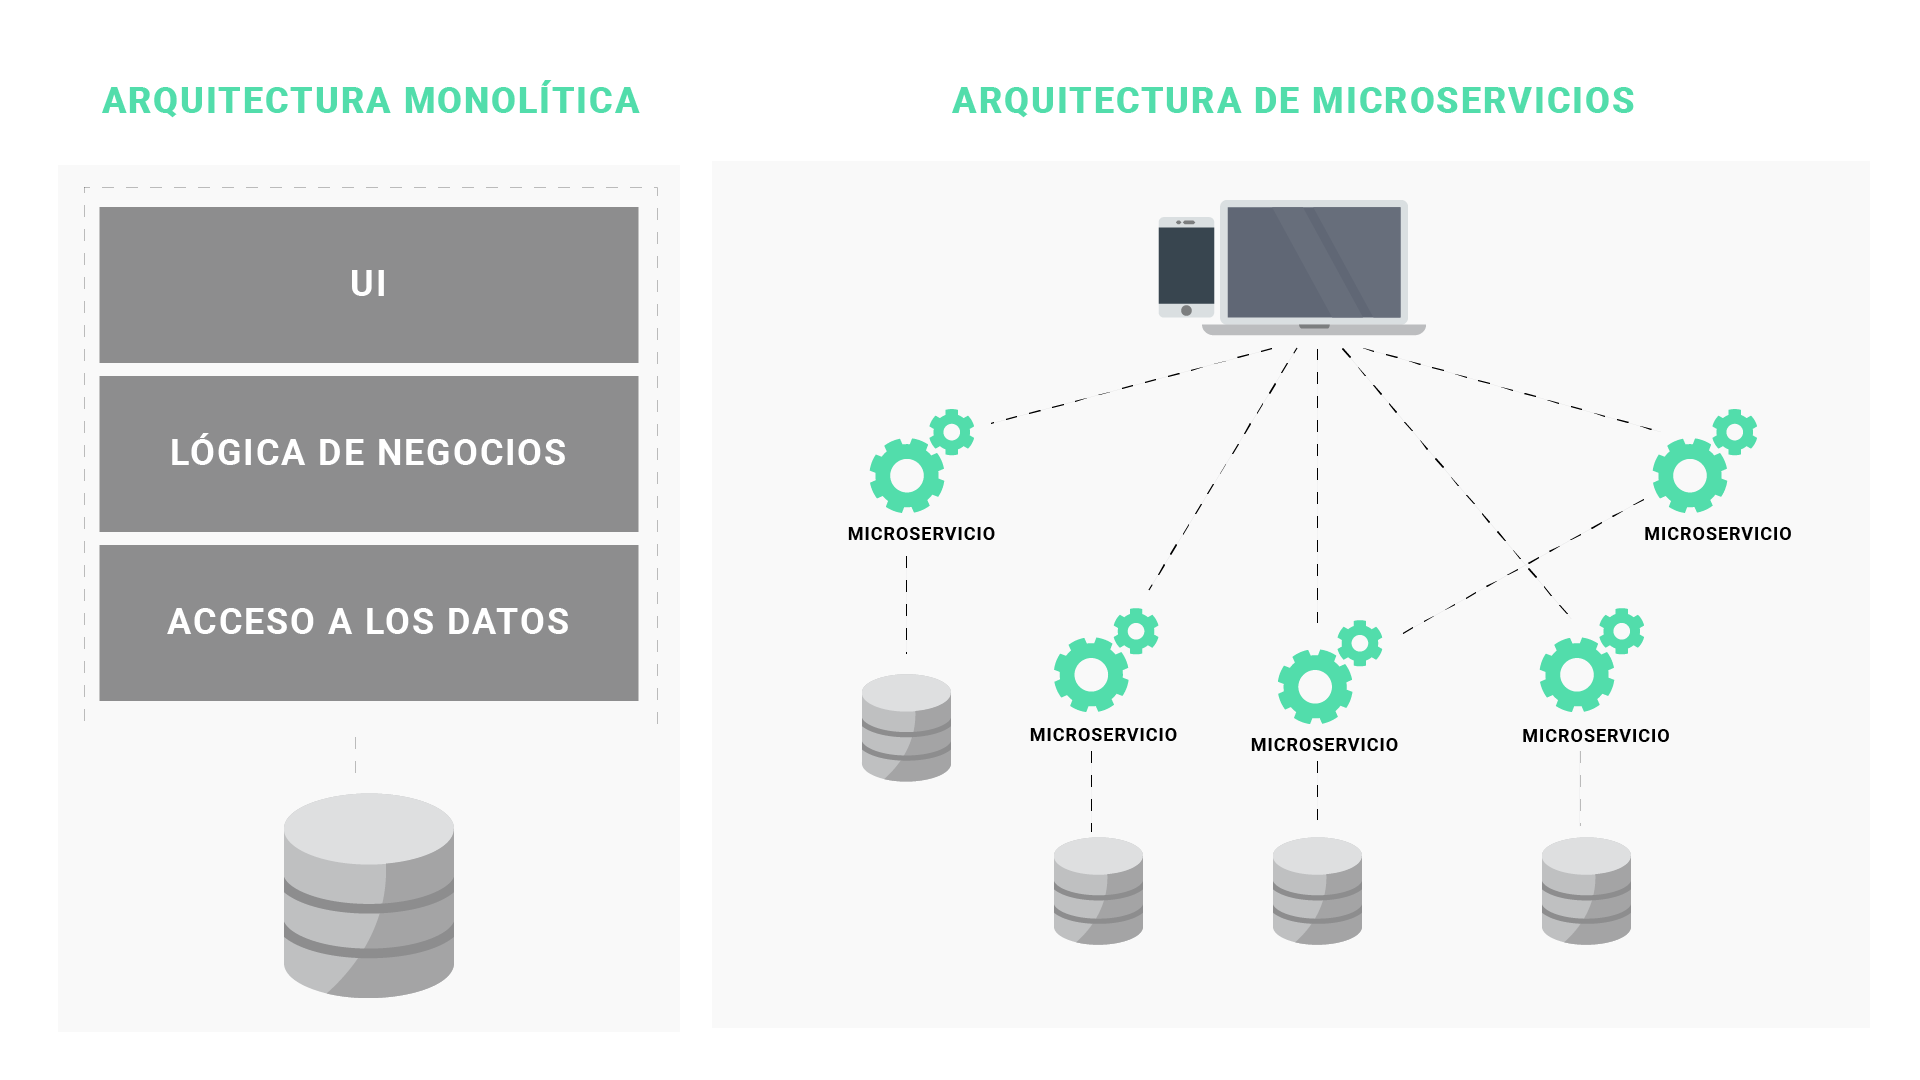 ARQUITECTURA MONOLÍTICA
UI
LÓGICA DE NEGOCIOS
ACCESO A LOS DATOS
ARQUITECTURA DE MICROSERVICIOS
MICROSERVICIO
MICROSERVICIO
MICROSERVICIO
MICROSERVICIO
MICROSERVICIO